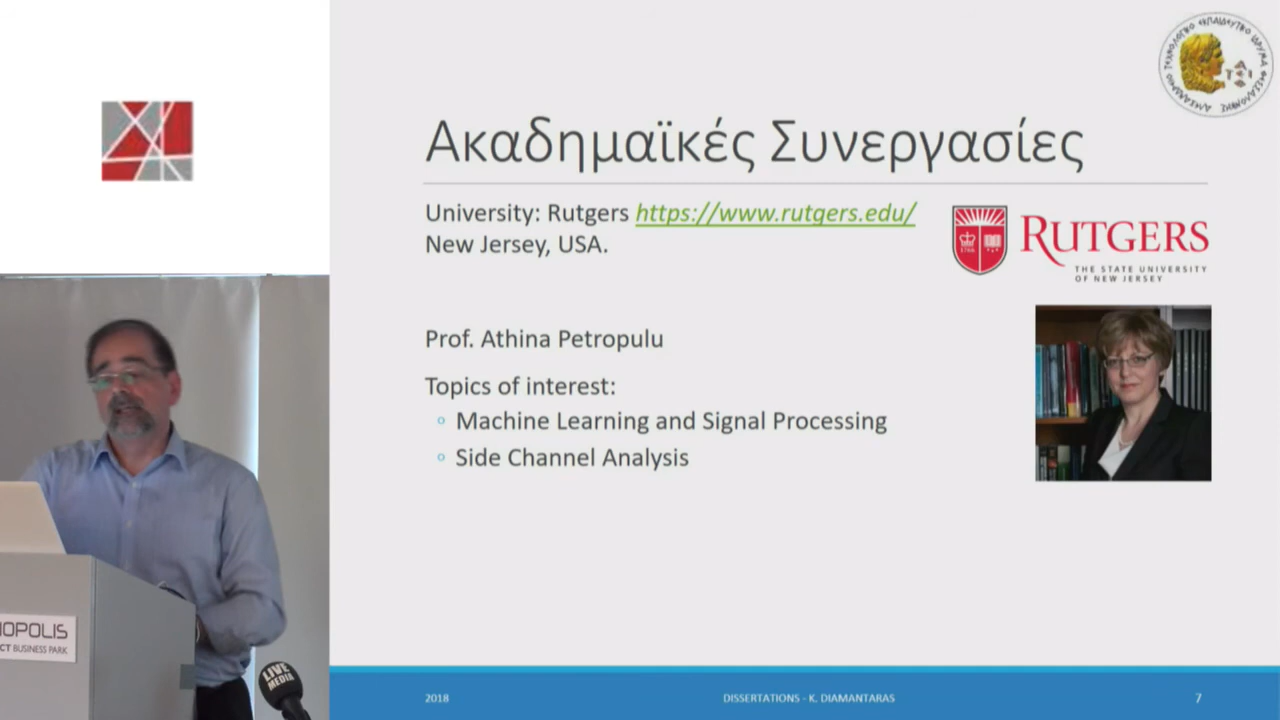 Ακαδημαϊκές Συνεργασίες
University: Rutgers https://www.rutgers.edu/
New Jersey, USA.
RUTGERS
THE STATE UNIVERSITY
OF NEW JERSEY
Prof. Athina Petropulu
Topics of interest:
Machine Learning and Signal Processing
Side Channel Analysis
OPOLIS
CT BUSINESS PARK
LIVE
MEDIA
2018
DISSERTATIONS - K. DIAMANTARAS
7